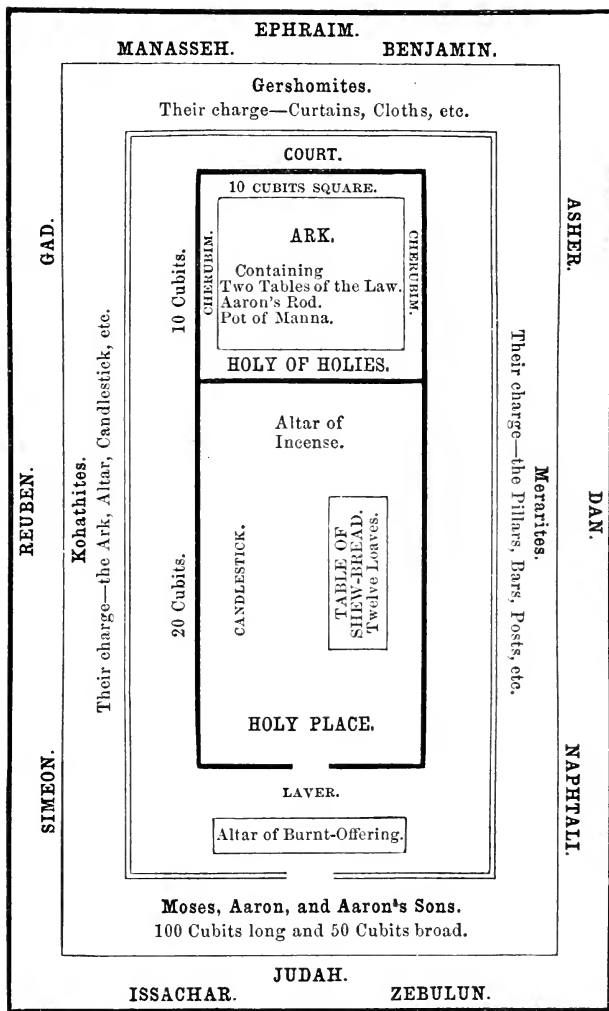 EPHRAIM.
MANASSEH. BENJAMIN.
Gershomites.
Their charge—Curtains, Cloths, etc.
COURT.
10 CUBITS SQUARE.
CHERUBIM.
ARK.
Containing
Two Tables of the Law.
Aaron's Rod.
Pot of Manna.
CHERUBIM.
HOLY OF HOLIES.
10 Cubits.
Altar of
Incense.
CANDLESTICK.
TABLE OF
SHEW-BREAD.
Twelve Loaves.
20 Cubits.
HOLY PLACE.
LAVER.
Altar of Burnt-Offering.
GAD.
REUBEN.
SIMEON.
Kohathites.
Their charge—the Ark, Altar, Candlestick, etc.
ASHER.
DAN.
NAPHTALI.
Merarites.
Their charge—the Pillars, Bars, Posts, etc.
Moses, Aaron, and Aaron's Sons.
100 Cubits long and 50 Cubits broad.
JUDAH.
ISSACHAR. ZEBULUN.